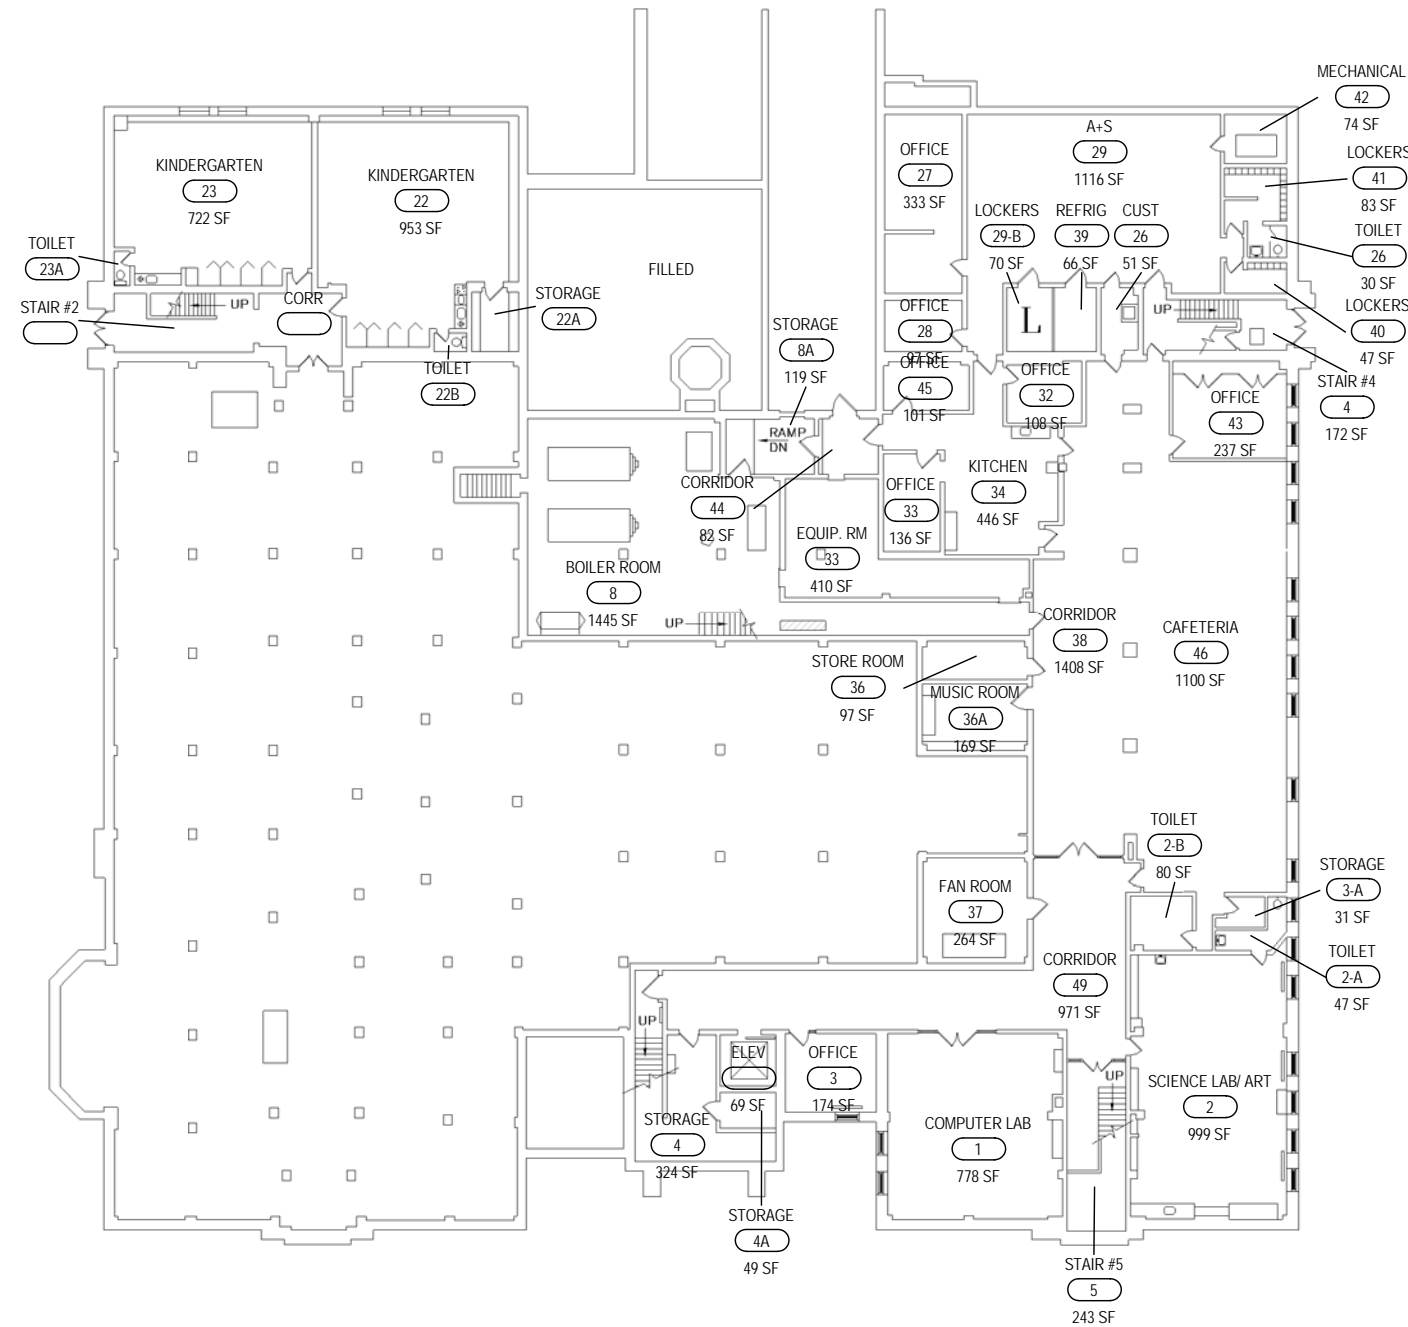 MECHANICAL
42
74 SF
LOCKERS
41
83 SF
TOILET
26
30 SF
LOCKERS
40
47 SF
STAIR #4
4
172 SF
A+S
29
1116 SF
OFFICE
27
333 SF
KINDERGARTEN
23
722 SF
KINDERGARTEN
22
953 SF
LOCKERS
29-B
70 SF
REFRIG
39
66 SF
CUST
26
51 SF
L
TOILET
23A
STAIR #2
UP
CORR
FILLED
STORAGE
22A
TOILET
22B
STORAGE
8A
119 SF
OFFICE
28
97 SF
OFFICE
45
101 SF
OFFICE
32
108 SF
UP
OFFICE
43
237 SF
RAMP
DN
CORRIDOR
44
82 SF
OFFICE
33
136 SF
KITCHEN
34
446 SF
EQUIP. RM
33
410 SF
BOILER ROOM
8
1445 SF
UP
CORRIDOR
38
1408 SF
CAFETERIA
46
1100 SF
STORE ROOM
36
97 SF
MUSIC ROOM
36A
169 SF
TOILET
2-B
80 SF
STORAGE
3-A
31 SF
FAN ROOM
37
264 SF
TOILET
2-A
47 SF
CORRIDOR
49
971 SF
UP
ELEV
69 SF
OFFICE
3
174 SF
UP
SCIENCE LAB/ ART
2
999 SF
STORAGE
4
324 SF
COMPUTER LAB
1
778 SF
STORAGE
4A
49 SF
STAIR #5
5
243 SF